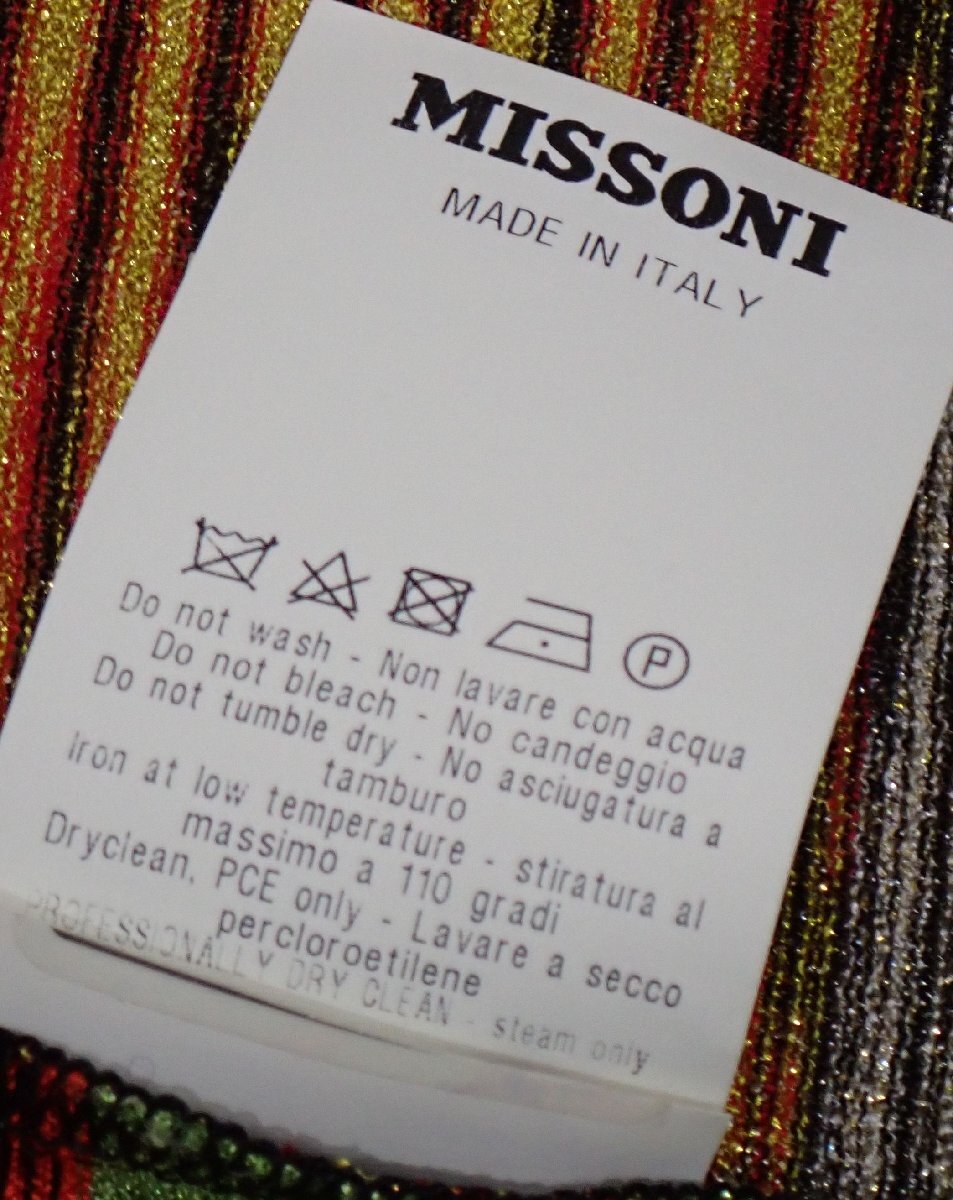 MISSONI
MADE IN ITALY
P
Do not wash - Non lavare con acqua
Do not bleach - No candeggio
Do not tumble dry - No asciugatura a
tamburo
iron at low temperature - stiratura al
massimo a 110 gradi
Dryclean, PCE only - Lavare a secco
percloroetilene
PROFESSIONALLY DRY CLEAN - steam only